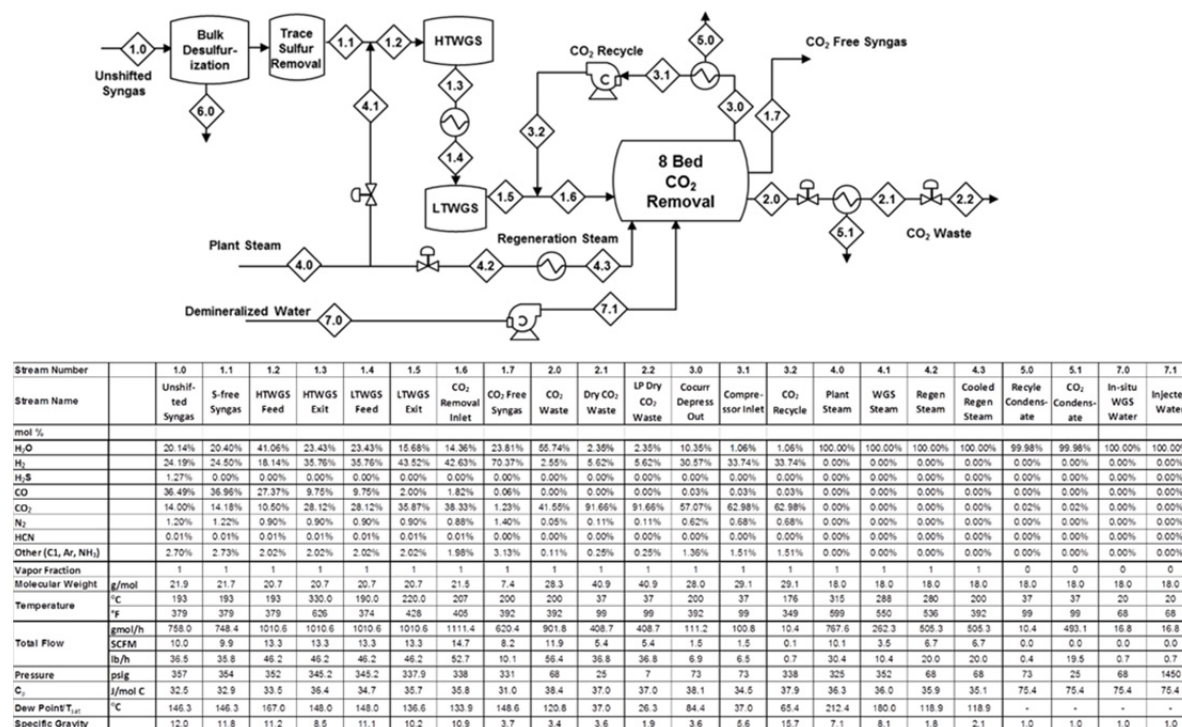 1.0
Unshifted
Syngas
Bulk
Desulfur-
ization
6.0
Trace
Sulfur
Removal
1.1
1.2
4.1
HTWGS
1.3
1.4
LTWGS
1.5
1.6
3.2
CO2 Recycle
C
3.1
5.0
3.0
1.7
CO2 Free Syngas
8 Bed
CO2
Removal
2.0
2.1
2.2
5.1
CO2 Waste
Plant Steam
4.0
4.2
Regeneration Steam
4.3
Demineralized Water
7.0
C
7.1
Stream Number 1.0 1.1 1.2 1.3 1.4 1.5 1.6 1.7 2.0 2.1 2.2 3.0 3.1 3.2 4.0 4.1 4.2 4.3 5.0 5.1 7.0 7.1
Stream Name Unshif-ted Syngas S-free Syngas HTWGS Feed HTWGS Exit LTWGS Feed LTWGS Exit CO2 Removal Inlet CO2 Free Syngas CO2 Waste Dry CO2 Waste LP Dry CO2 Waste Cocurr Depress Out Compre-ssor Inlet CO2 Recycle Plant Steam WGS Steam Regen Steam Cooled Regen Steam Recyle Condens-ate CO2 Condens-ate In-situ WGS Water Injected Water
mol %
H2O 20.14% 20.40% 41.06% 23.43% 23.43% 15.68% 14.36% 23.81% 55.74% 2.35% 2.35% 10.35% 1.06% 1.06% 100.00% 100.00% 100.00% 100.00% 99.98% 99.98% 100.00% 100.00%
H2 24.19% 24.50% 18.14% 35.76% 35.76% 43.52% 42.63% 70.37% 2.55% 5.62% 5.62% 30.57% 33.74% 33.74% 0.00% 0.00% 0.00% 0.00% 0.00% 0.00% 0.00% 0.00%
H2S 1.27% 0.00% 0.00% 0.00% 0.00% 0.00% 0.00% 0.00% 0.00% 0.00% 0.00% 0.00% 0.00% 0.00% 0.00% 0.00% 0.00% 0.00% 0.00% 0.00% 0.00% 0.00%
CO 36.49% 36.96% 27.37% 9.75% 9.75% 2.00% 1.82% 0.06% 0.00% 0.00% 0.00% 0.03% 0.03% 0.03% 0.00% 0.00% 0.00% 0.00% 0.00% 0.00% 0.00% 0.00%
CO2 14.00% 14.18% 10.50% 28.12% 28.12% 35.87% 38.33% 1.23% 41.55% 91.66% 91.66% 57.07% 62.98% 62.98% 0.00% 0.00% 0.00% 0.00% 0.02% 0.02% 0.00% 0.00%
N2 1.20% 1.22% 0.90% 0.90% 0.90% 0.90% 0.88% 1.40% 0.05% 0.11% 0.11% 0.62% 0.68% 0.68% 0.00% 0.00% 0.00% 0.00% 0.00% 0.00% 0.00% 0.00%
HCN 0.01% 0.01% 0.01% 0.01% 0.01% 0.01% 0.01% 0.00% 0.00% 0.00% 0.00% 0.00% 0.00% 0.00% 0.00% 0.00% 0.00% 0.00% 0.00% 0.00% 0.00% 0.00%
Other (C1, Ar, NH3) 2.70% 2.73% 2.02% 2.02% 2.02% 2.02% 1.98% 3.13% 0.11% 0.25% 0.25% 1.36% 1.51% 1.51% 0.00% 0.00% 0.00% 0.00% 0.00% 0.00% 0.00% 0.00%
Vapor Fraction 1 1 1 1 1 1 1 1 1 1 1 1 1 1 1 1 1 1 0 0 0 0
Molecular Weight g/mol 21.9 21.7 20.7 20.7 20.7 20.7 21.5 7.4 28.3 40.9 40.9 28.0 29.1 29.1 18.0 18.0 18.0 18.0 18.0 18.0 18.0 18.0
Temperature °C 193 193 193 330.0 190.0 220.0 207 200 200 37 37 200 37 176 315 288 280 200 37 37 20 20
°F 379 379 379 626 374 428 405 392 392 99 99 392 99 349 599 550 536 392 99 99 68 68
Total Flow gmol/h 758.0 748.4 1010.6 1010.6 1010.6 1010.6 1111.4 620.4 901.8 408.7 408.7 111.2 100.8 10.4 767.6 262.3 505.3 505.3 10.4 493.1 16.8 16.8
SCFM 10.0 9.9 13.3 13.3 13.3 13.3 14.7 8.2 11.9 5.4 5.4 1.5 1.5 0.1 10.1 3.5 6.7 6.7 0.0 0.0 0.0 0.0
lb/h 36.5 35.8 46.2 46.2 46.2 46.2 52.7 10.1 56.4 36.8 36.8 6.9 6.5 0.7 30.4 10.4 20.0 20.0 0.4 19.5 0.7 0.7
Pressure psig 357 354 352 345.2 345.2 337.9 338 331 68 25 7 73 73 338 325 352 68 68 73 25 68 1450
J/mol C 32.5 32.9 33.5 36.4 34.7 35.7 35.8 31.0 38.4 37.0 37.0 38.1 34.5 37.9 36.3 36.0 35.9 35.1 75.4 75.4 75.4 75.4
Dew Point/Tsat °C 146.3 146.3 167.0 148.0 148.0 136.6 133.9 148.6 120.8 37.0 26.3 84.4 37.0 65.4 212.4 180.0 118.9 118.9 - - - -
Specific Gravity 12.0 11.8 11.2 8.5 11.1 10.2 10.9 3.7 3.4 3.6 1.9 3.6 5.6 15.7 7.1 8.1 1.8 2.1 1.0 1.0 1.0 1.0